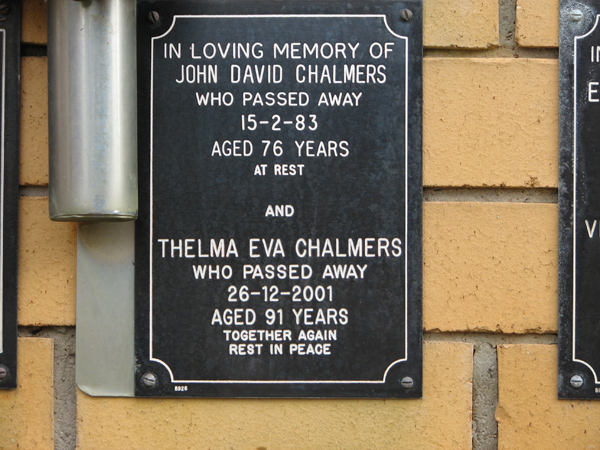 IN LOVING MEMORY OF
JOHN DAVID CHALMERS
WHO PASSED AWAY
15-2-83
AGED 76 YEARS
AT REST
AND
THELMA EVA CHALMERS
WHO PASSED AWAY
26-12-2001
AGED 91 YEARS
TOGETHER AGAIN
REST IN PEACE